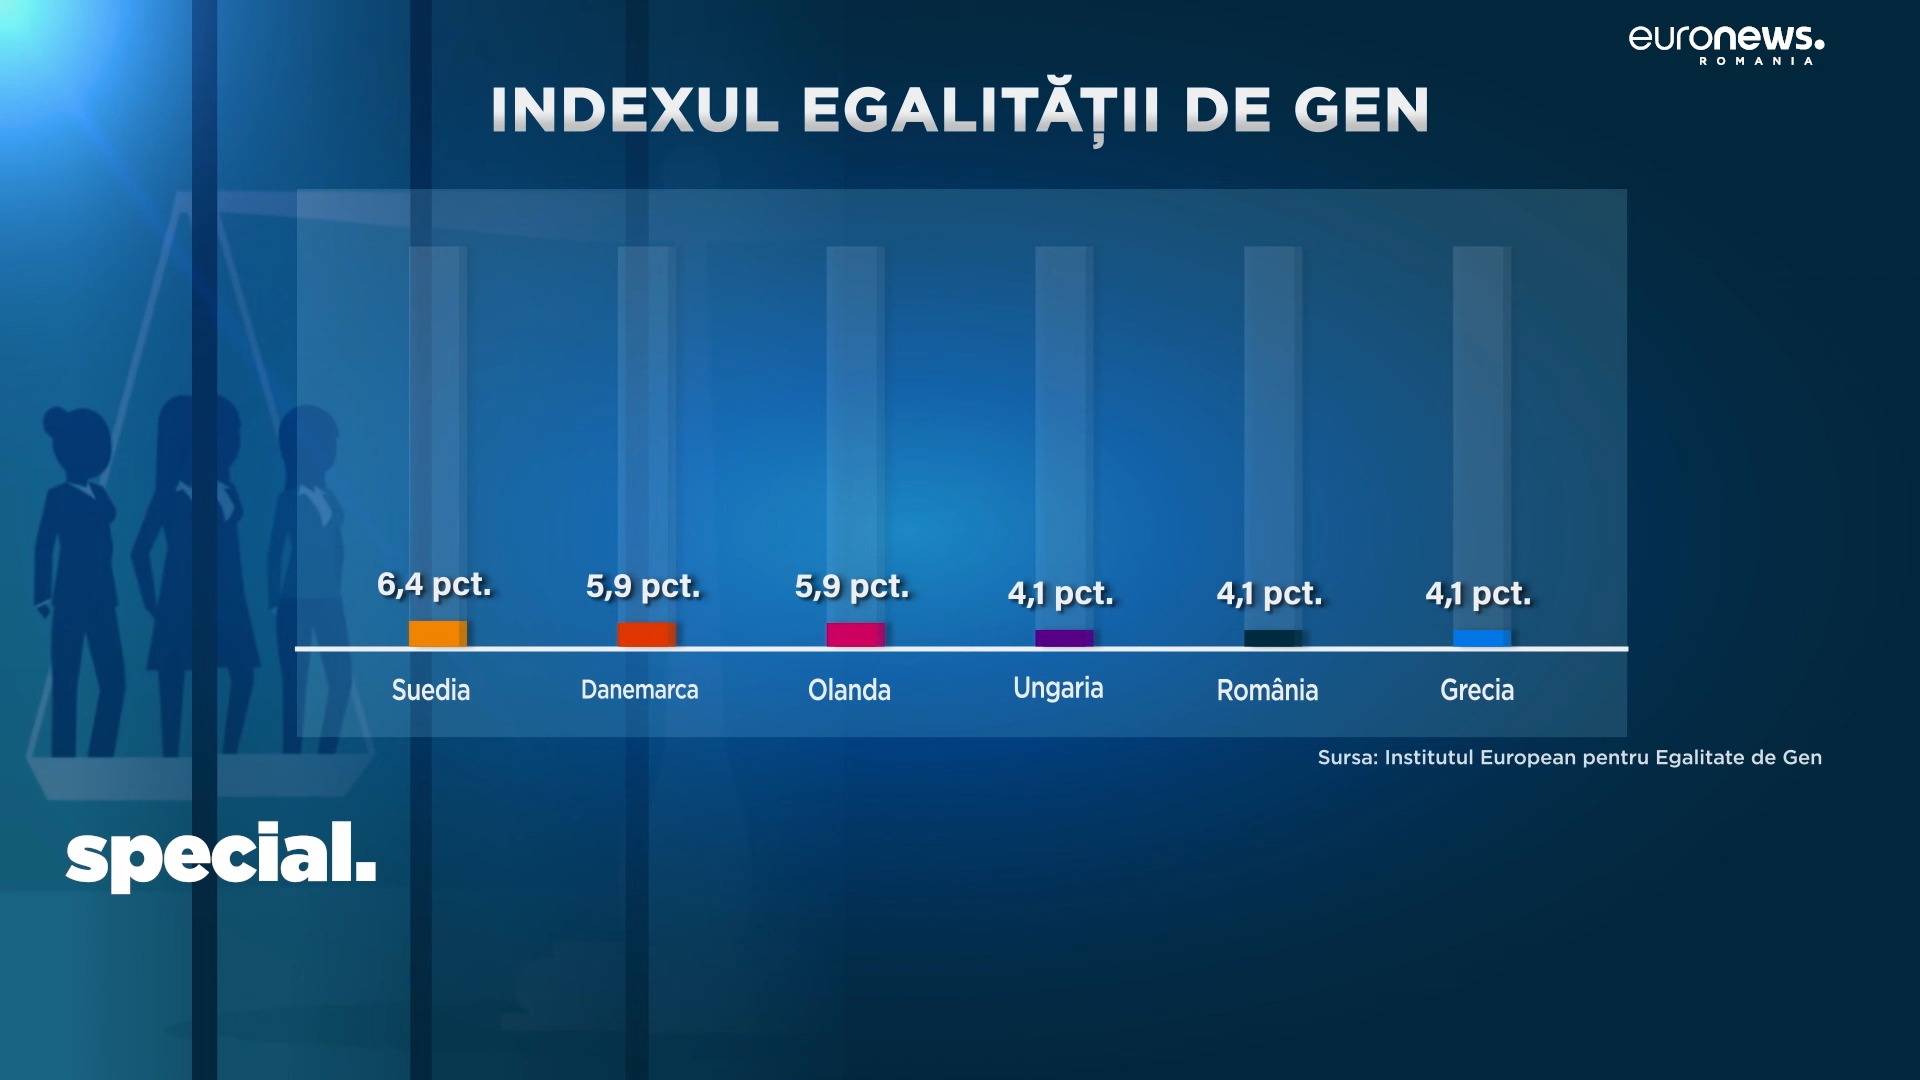 euronews.
ROMANIA
INDEXUL EGALITĂȚII DE GEN
6,4 pct.
5,9 pct.
5,9 pct.
4,1 pct.
4,1 pct.
4,1 pct.
Suedia
Danemarca
Olanda
Ungaria
România
Grecia
Sursa: Institutul European pentru Egalitate de Gen
special.